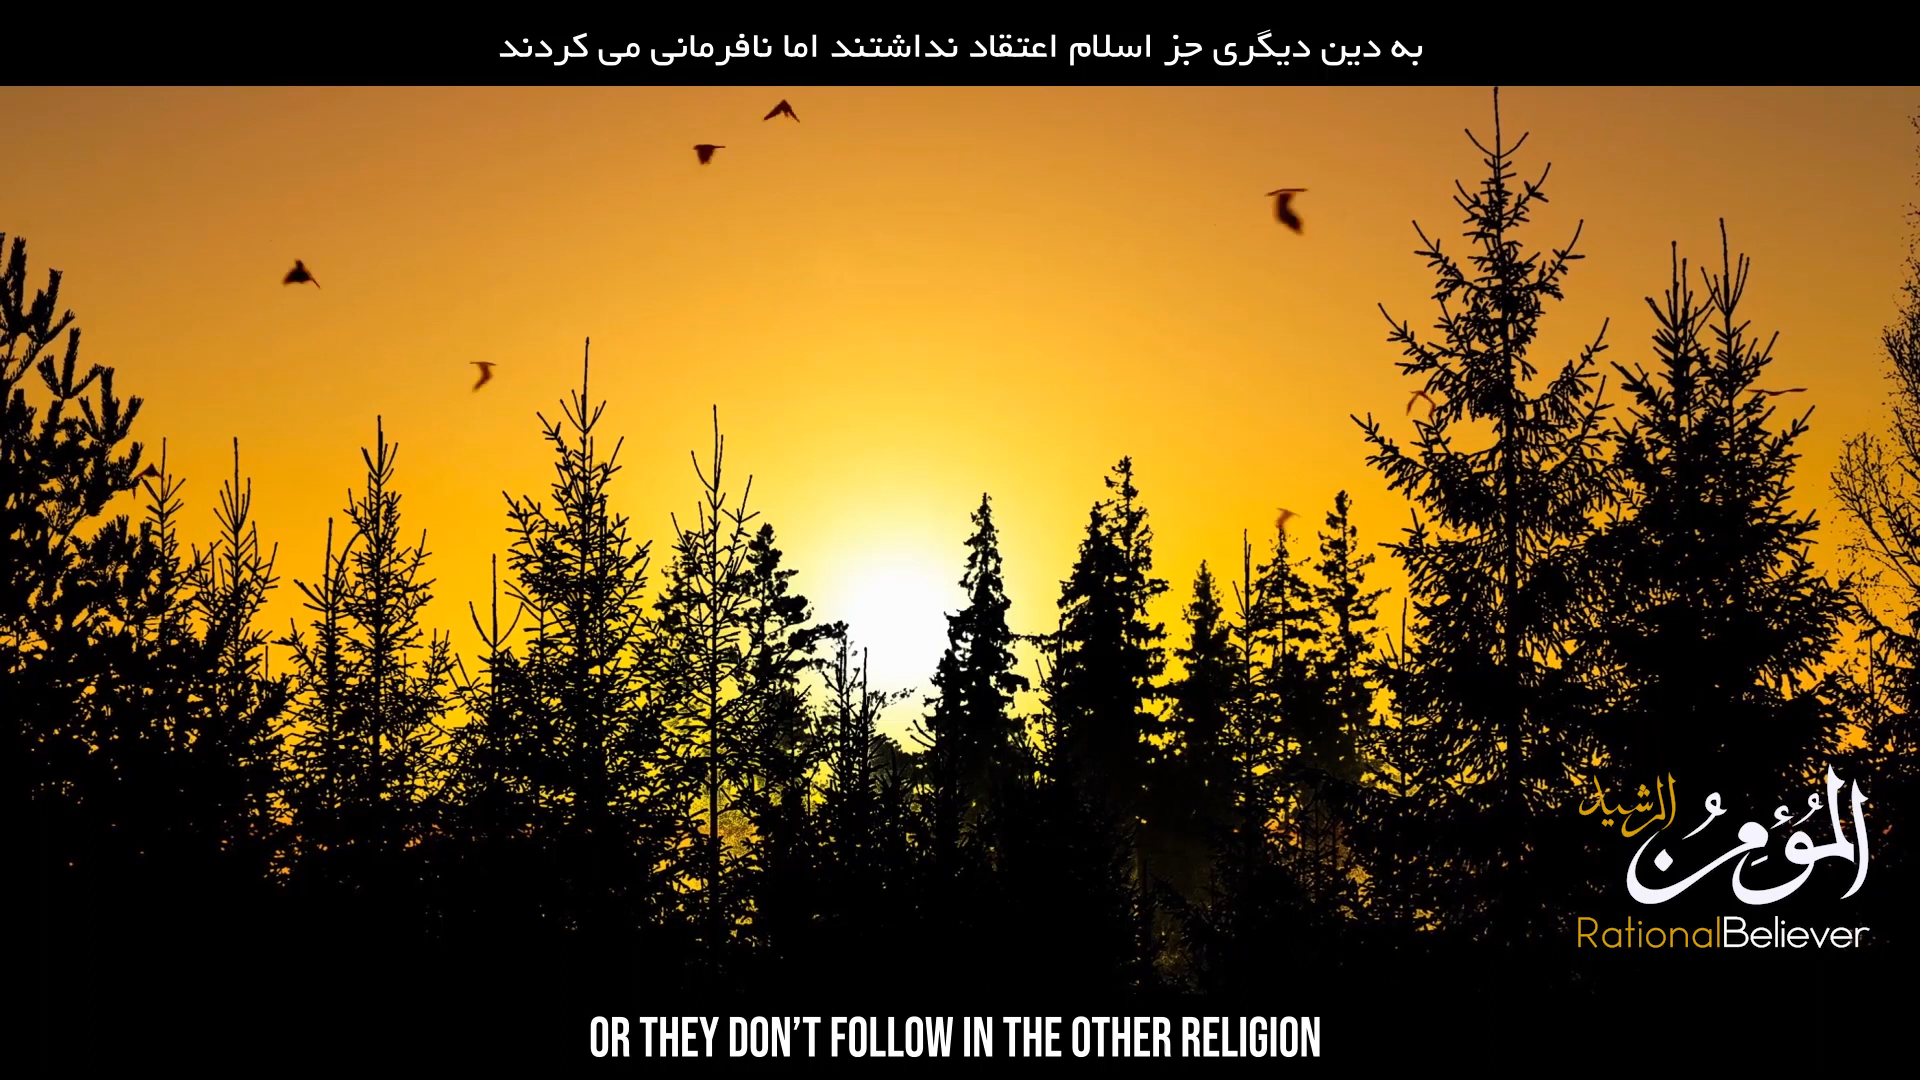 به دین دیگری جز اسلام اعتقاد نداشتند اما نافرمانی می کردند
الرشيد
المُؤْمِنُ
RationalBeliever
OR THEY DON’T FOLLOW IN THE OTHER RELIGION